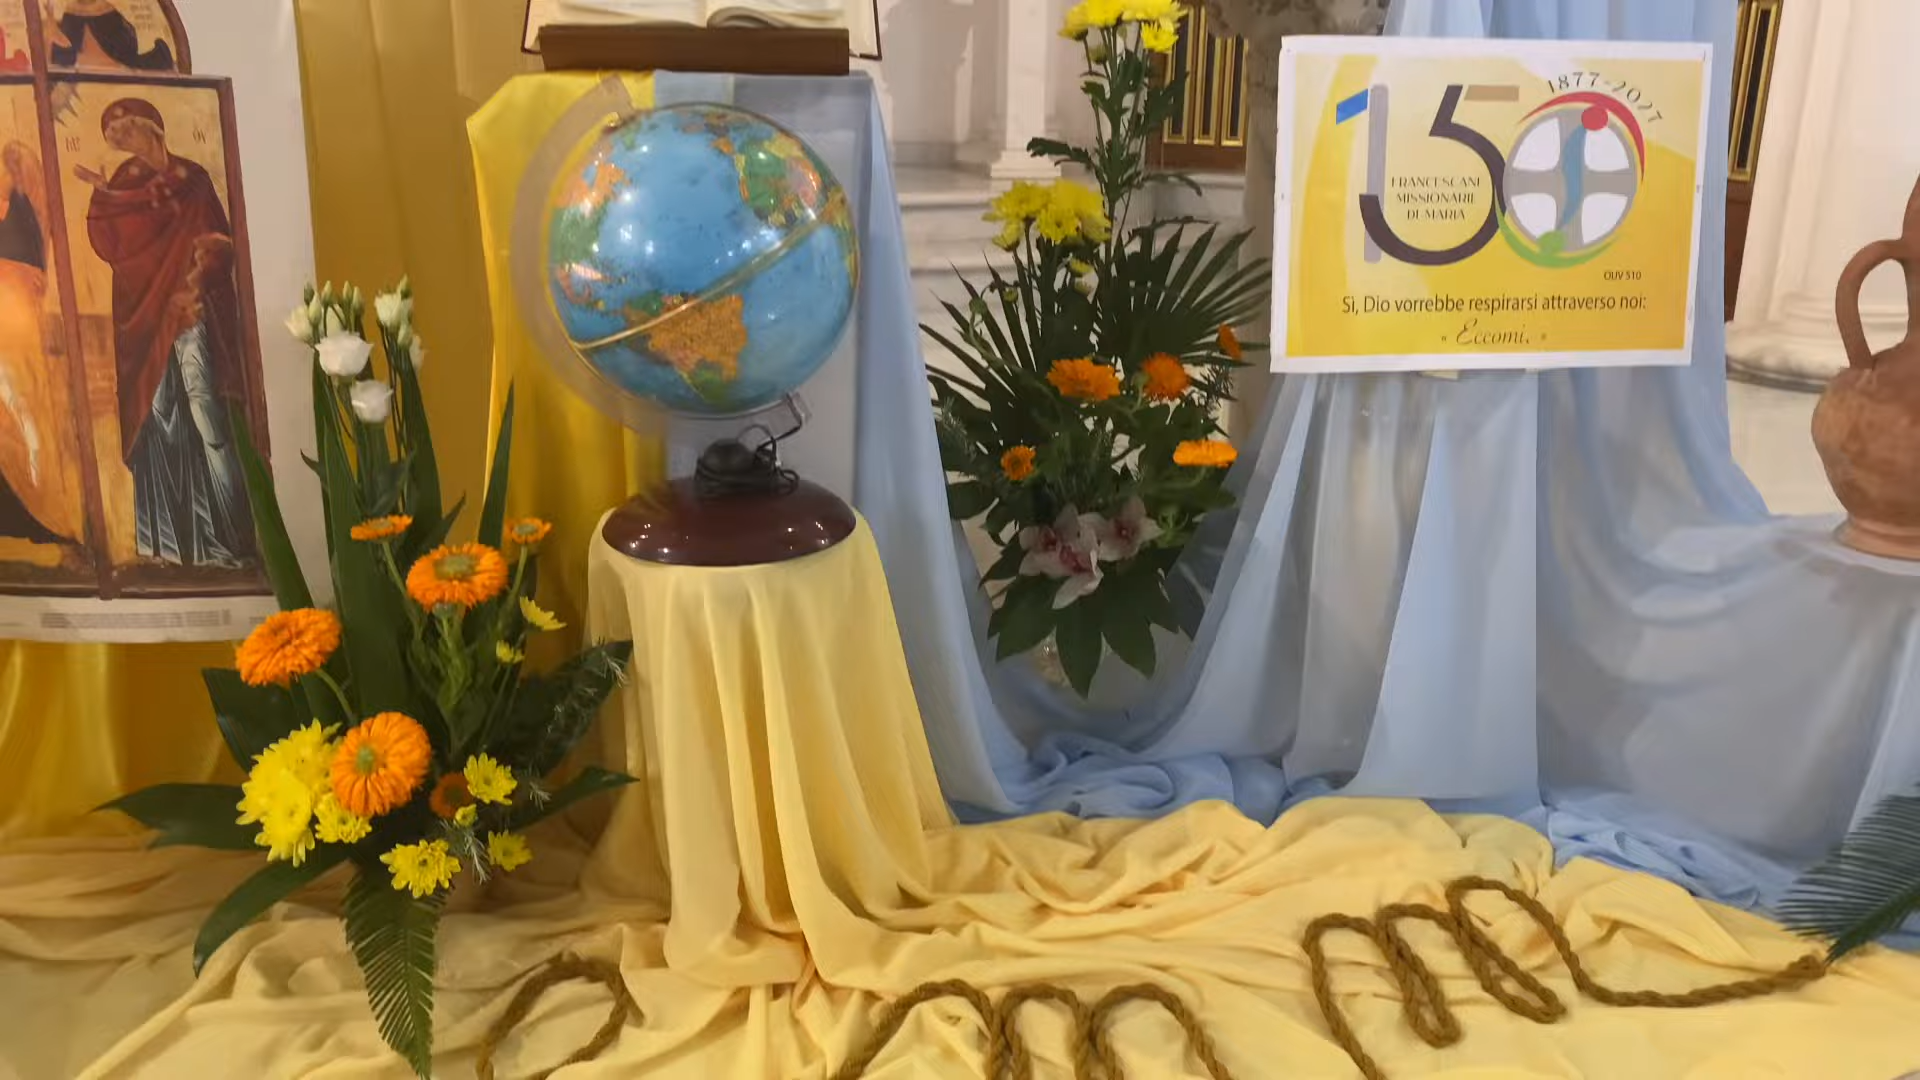 150
1877-2027
FRANCESCANE
MISSIONARIE
DI MARIA
OUV 510
Sì, Dio vorrebbe respirarsi attraverso noi:
Eccomi.